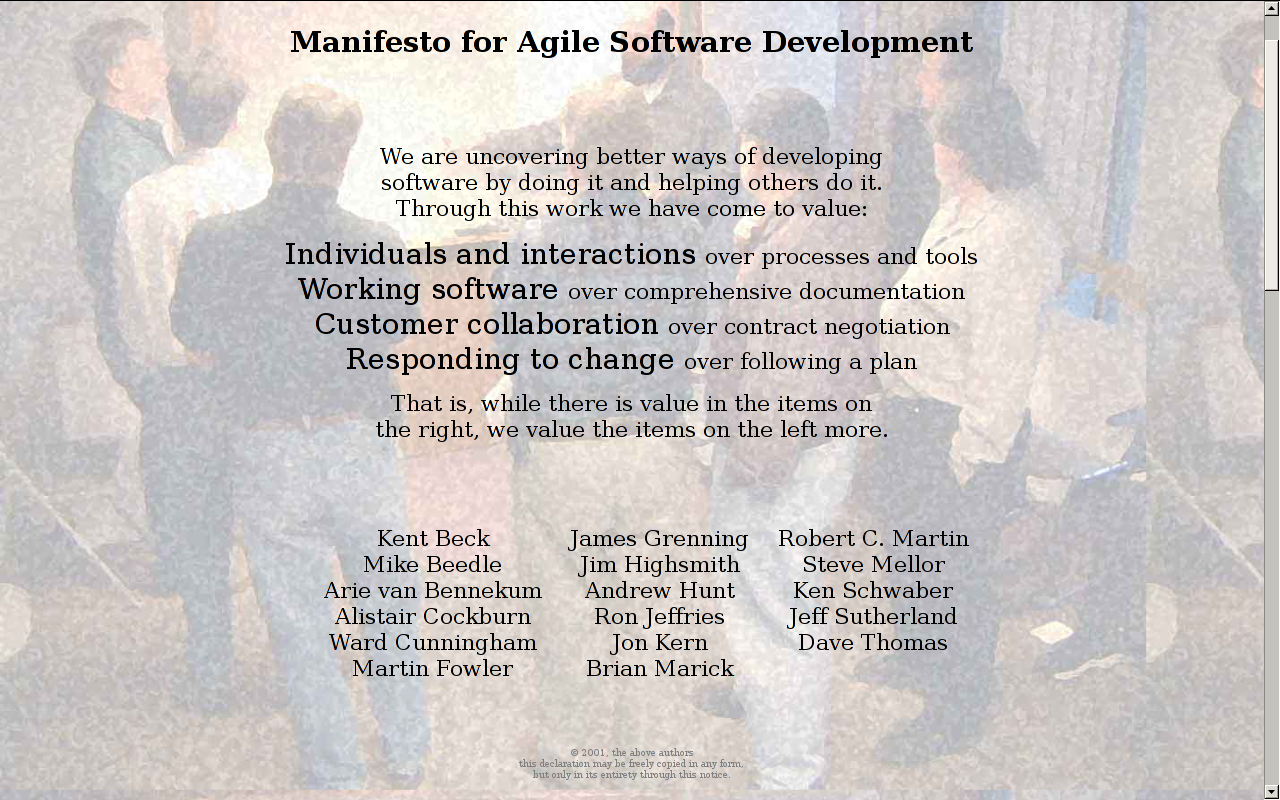 Manifesto for Agile Software Development
We are uncovering better ways of developing
software by doing it and helping others do it.
Through this work we have come to value:
Individuals and interactions over processes and tools
Working software over comprehensive documentation
Customer collaboration over contract negotiation
Responding to change over following a plan
That is, while there is value in the items on
the right, we value the items on the left more.
Kent Beck
Mike Beedle
Arie van Bennekum
Alistair Cockburn
Ward Cunningham
Martin Fowler
James Grenning
Jim Highsmith
Andrew Hunt
Ron Jeffries
Jon Kern
Brian Marick
Robert C. Martin
Steve Mellor
Ken Schwaber
Jeff Sutherland
Dave Thomas
© 2001, the above authors
this declaration may be freely copied in any form,
but only in its entirety through this notice.